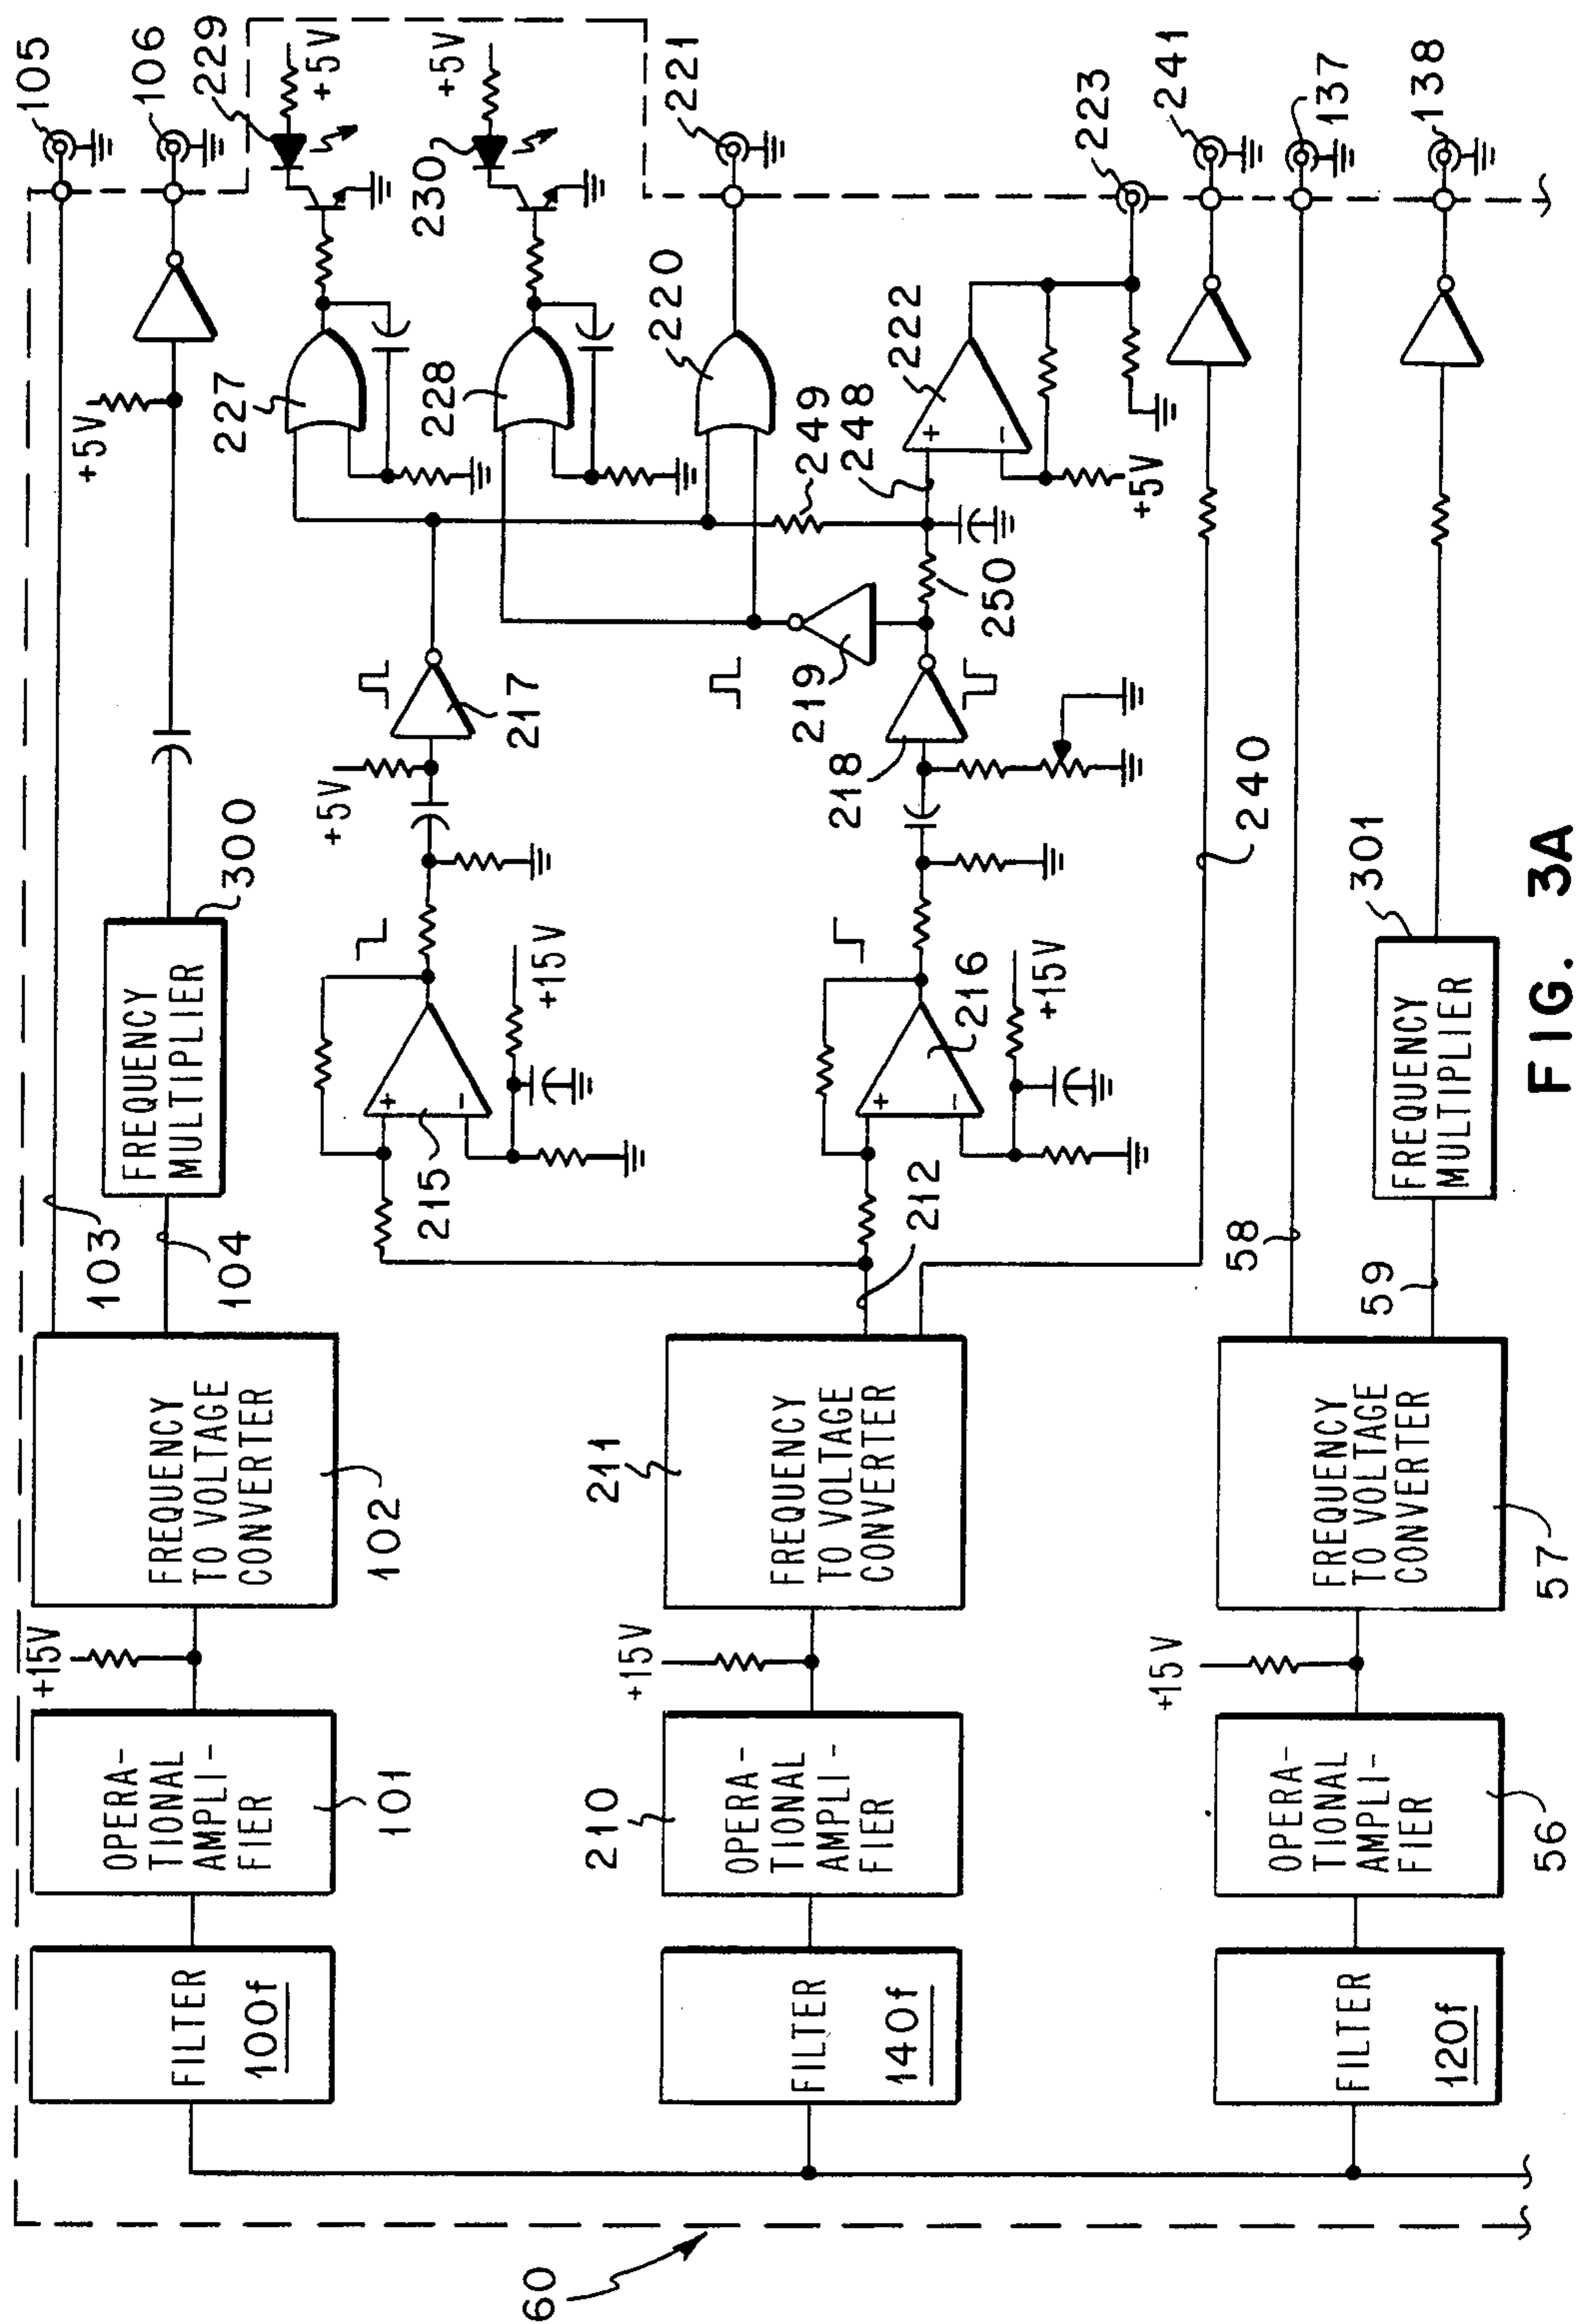 105
106
229
+5V
+5V
230
221
223
241
137
138
+5V
227
228
220
249
248
222
+
-
+5V
250
219
217
+5V
218
240
300
FREQUENCY
MULTIPLIER
+15V
+
-
215
216
+15V
+
-
212
301
FREQUENCY
MULTIPLIER
103
104
58
59
FREQUENCY
TO VOLTAGE
CONVERTER
102
211
FREQUENCY
TO VOLTAGE
CONVERTER
FREQUENCY
TO VOLTAGE
CONVERTER
57
+15V
+15V
+15V
OPERA-
TIONAL
AMPLI-
FIER
101
210
OPERA-
TIONAL
AMPLI-
FIER
OPERA-
TIONAL
AMPLI-
FIER
56
FILTER
100f
FILTER
140f
FILTER
120f
60
FIG. 3A